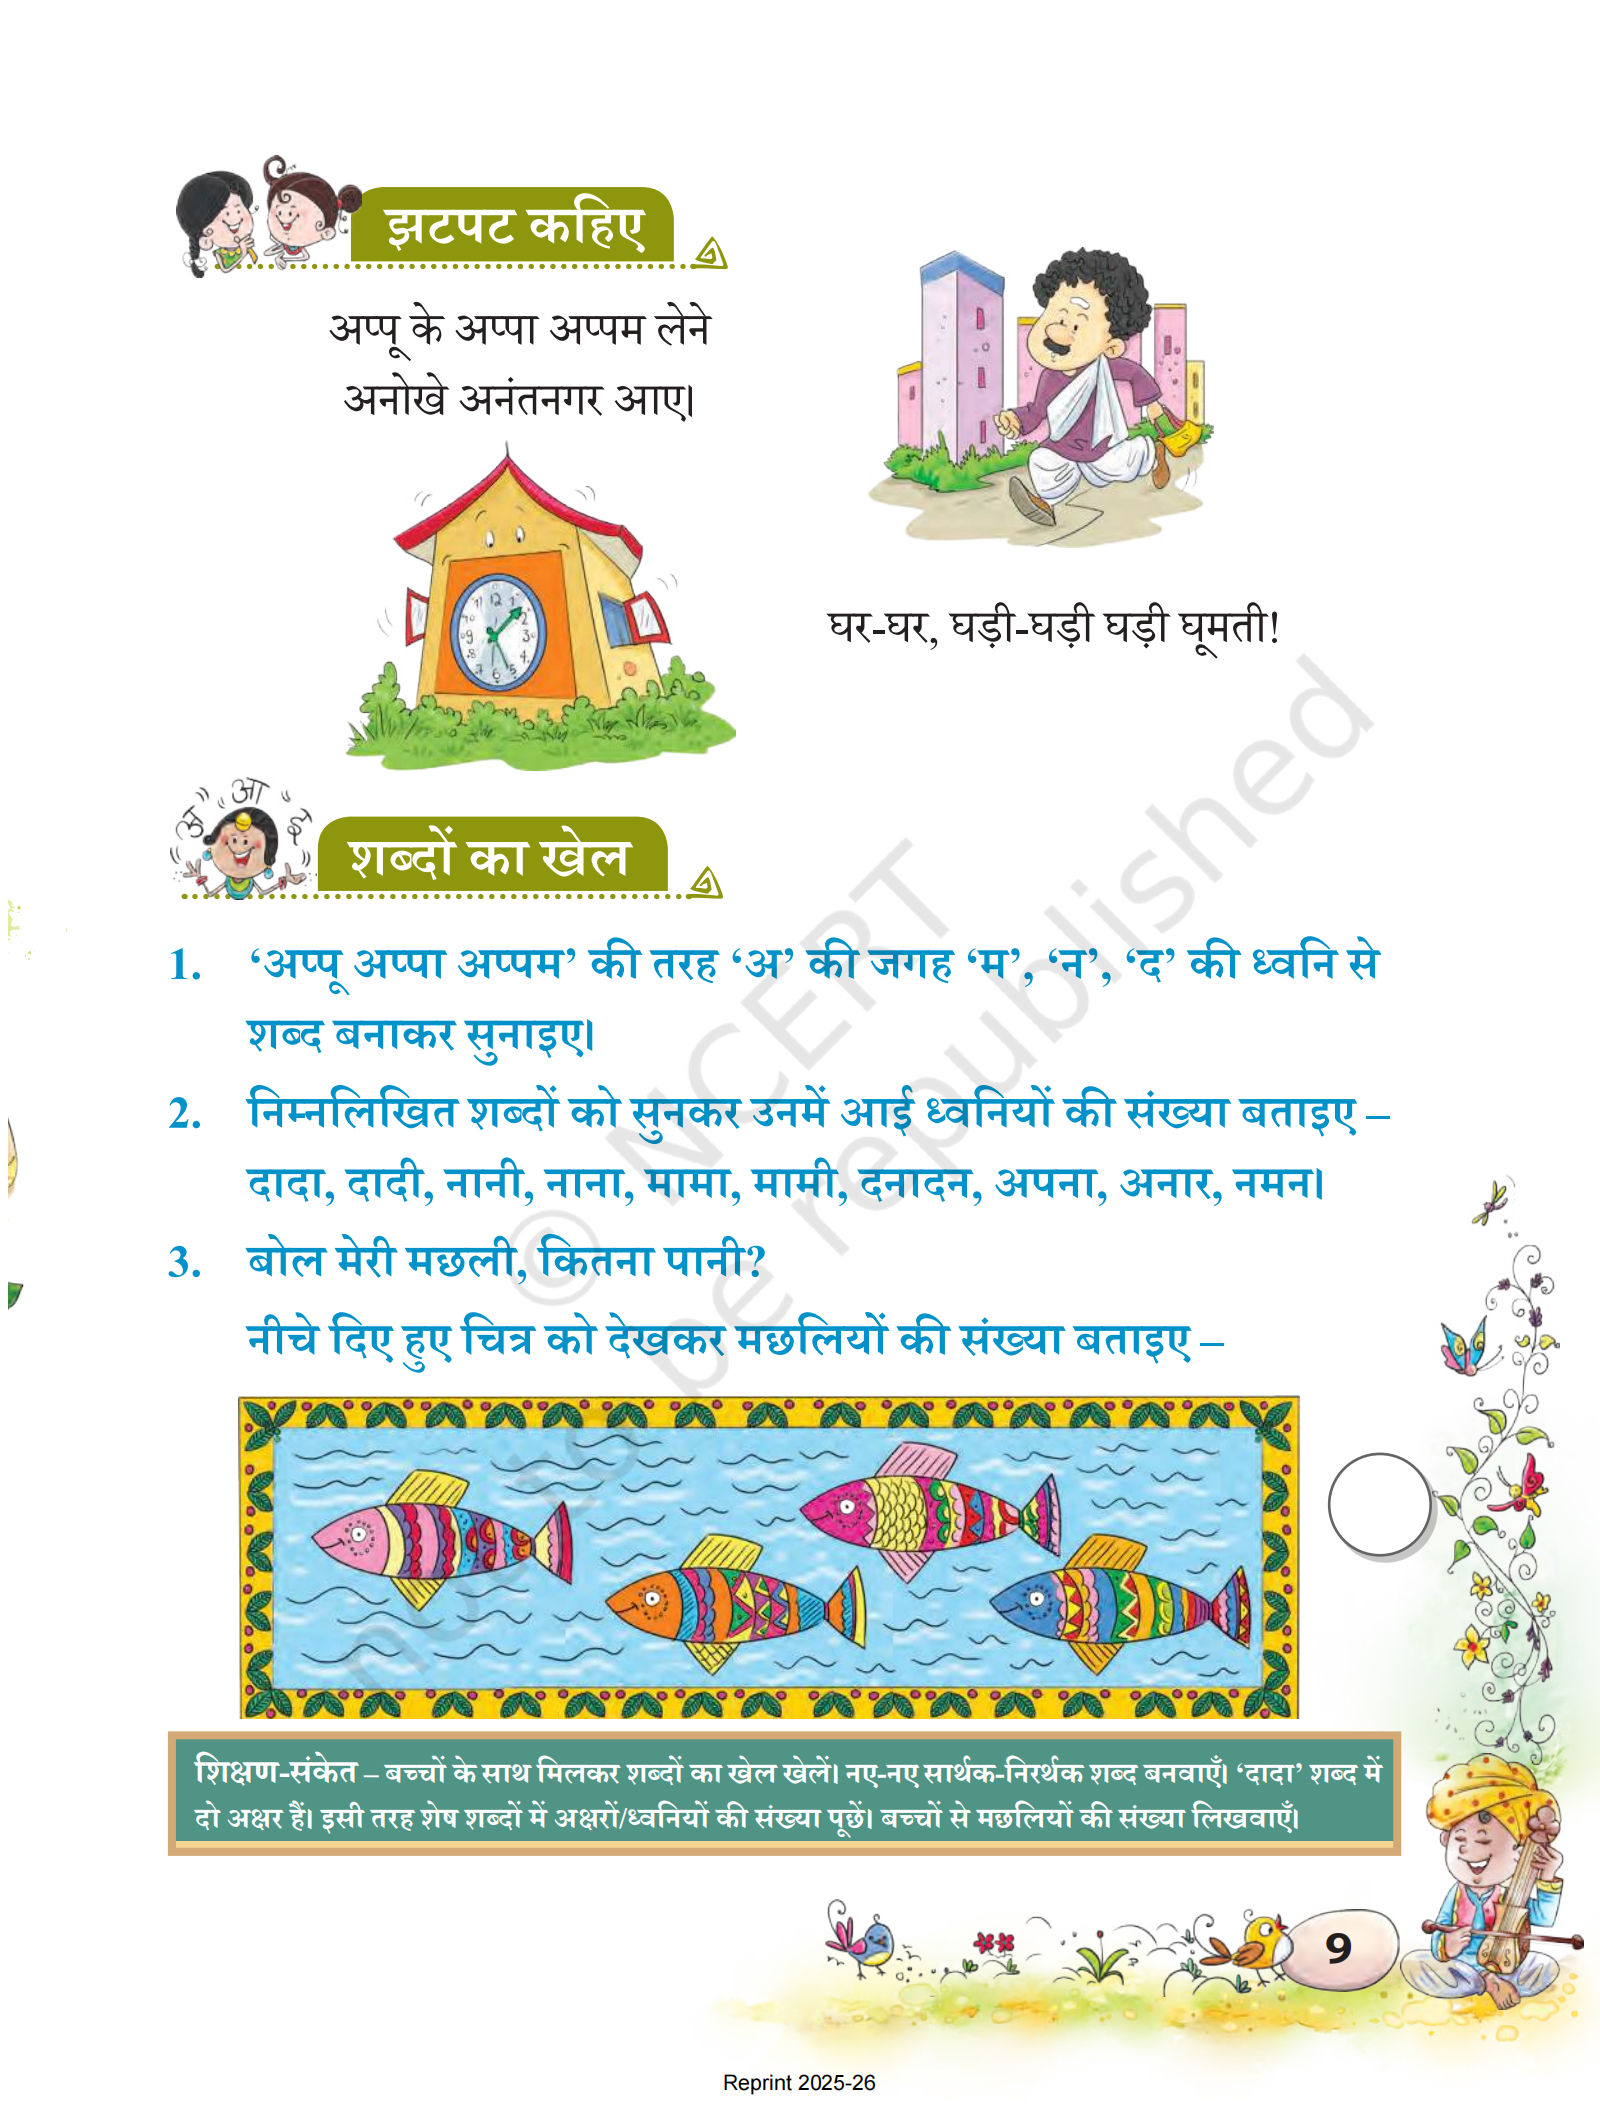 झटपट कहिए
अप्पू के अप्पा अप्पम लेने
अनोखे अनंतनगर आए।
घर-घर, घड़ी-घड़ी घड़ी घूमती!
शब्दों का खेल
अ आ इ
1. ‘अप्पू अप्पा अप्पम’ की तरह ‘अ’ की जगह ‘म’, ‘न’, ‘द’ की ध्वनि से
शब्द बनाकर सुनाइए।
2. निम्नलिखित शब्दों को सुनकर उनमें आई ध्वनियों की संख्या बताइए –
दादा, दादी, नानी, नाना, मामा, मामी, दनादन, अपना, अनार, नमन।
3. बोल मेरी मछली, कितना पानी?
नीचे दिए हुए चित्र को देखकर मछलियों की संख्या बताइए –
शिक्षण-संकेत – बच्चों के साथ मिलकर शब्दों का खेल खेलें। नए-नए सार्थक-निरर्थक शब्द बनवाएँ। ‘दादा’ शब्द में
दो अक्षर हैं। इसी तरह शेष शब्दों में अक्षरों/ध्वनियों की संख्या पूछें। बच्चों से मछलियों की संख्या लिखवाएँ।
9
Reprint 2025-26
© NCERT
not to be republished